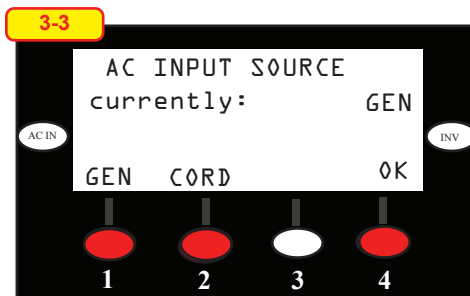 3-3
AC INPUT SOURCE
currently: GEN
AC IN
INV
GEN CORD OK
1 2 3 4